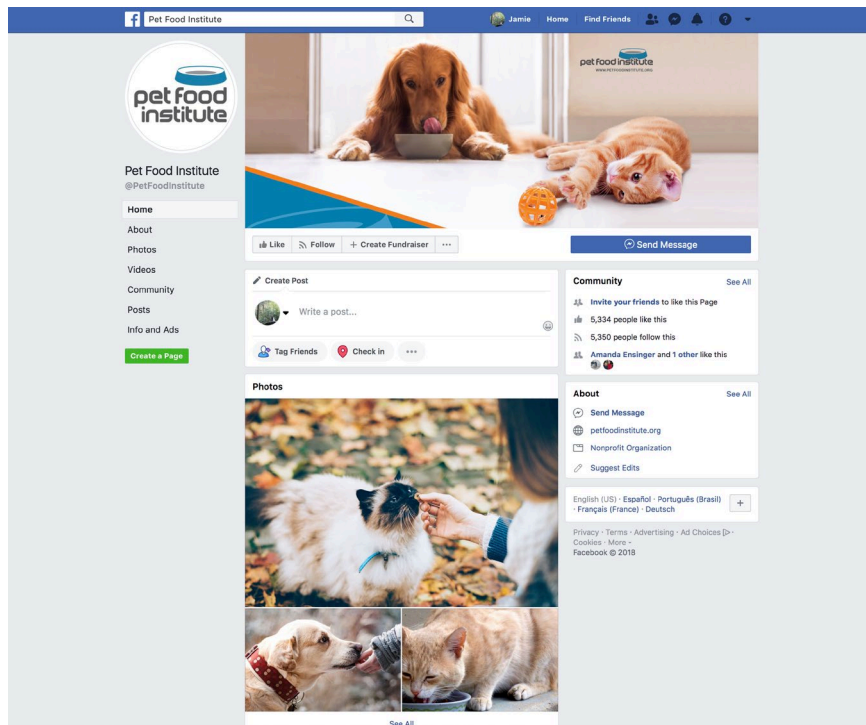 Pet Food Institute
Jamie
Home
Find Friends
pet food
institute
pet food institute
WWW.PETFOODINSTITUTE.ORG
Pet Food Institute
@PetFoodInstitute
Home
About
Photos
Videos
Community
Posts
Info and Ads
Create a Page
Like
Follow
+ Create Fundraiser
Send Message
Create Post
Write a post...
Tag Friends
Check in
Photos
See All
Community
See All
Invite your friends to like this Page
5,334 people like this
5,350 people follow this
Amanda Ensinger and 1 other like this
About
See All
Send Message
petfoodinstitute.org
Nonprofit Organization
Suggest Edits
English (US) · Español · Português (Brasil)
· Français (France) · Deutsch
Privacy · Terms · Advertising · Ad Choices ·
Cookies · More
Facebook © 2018